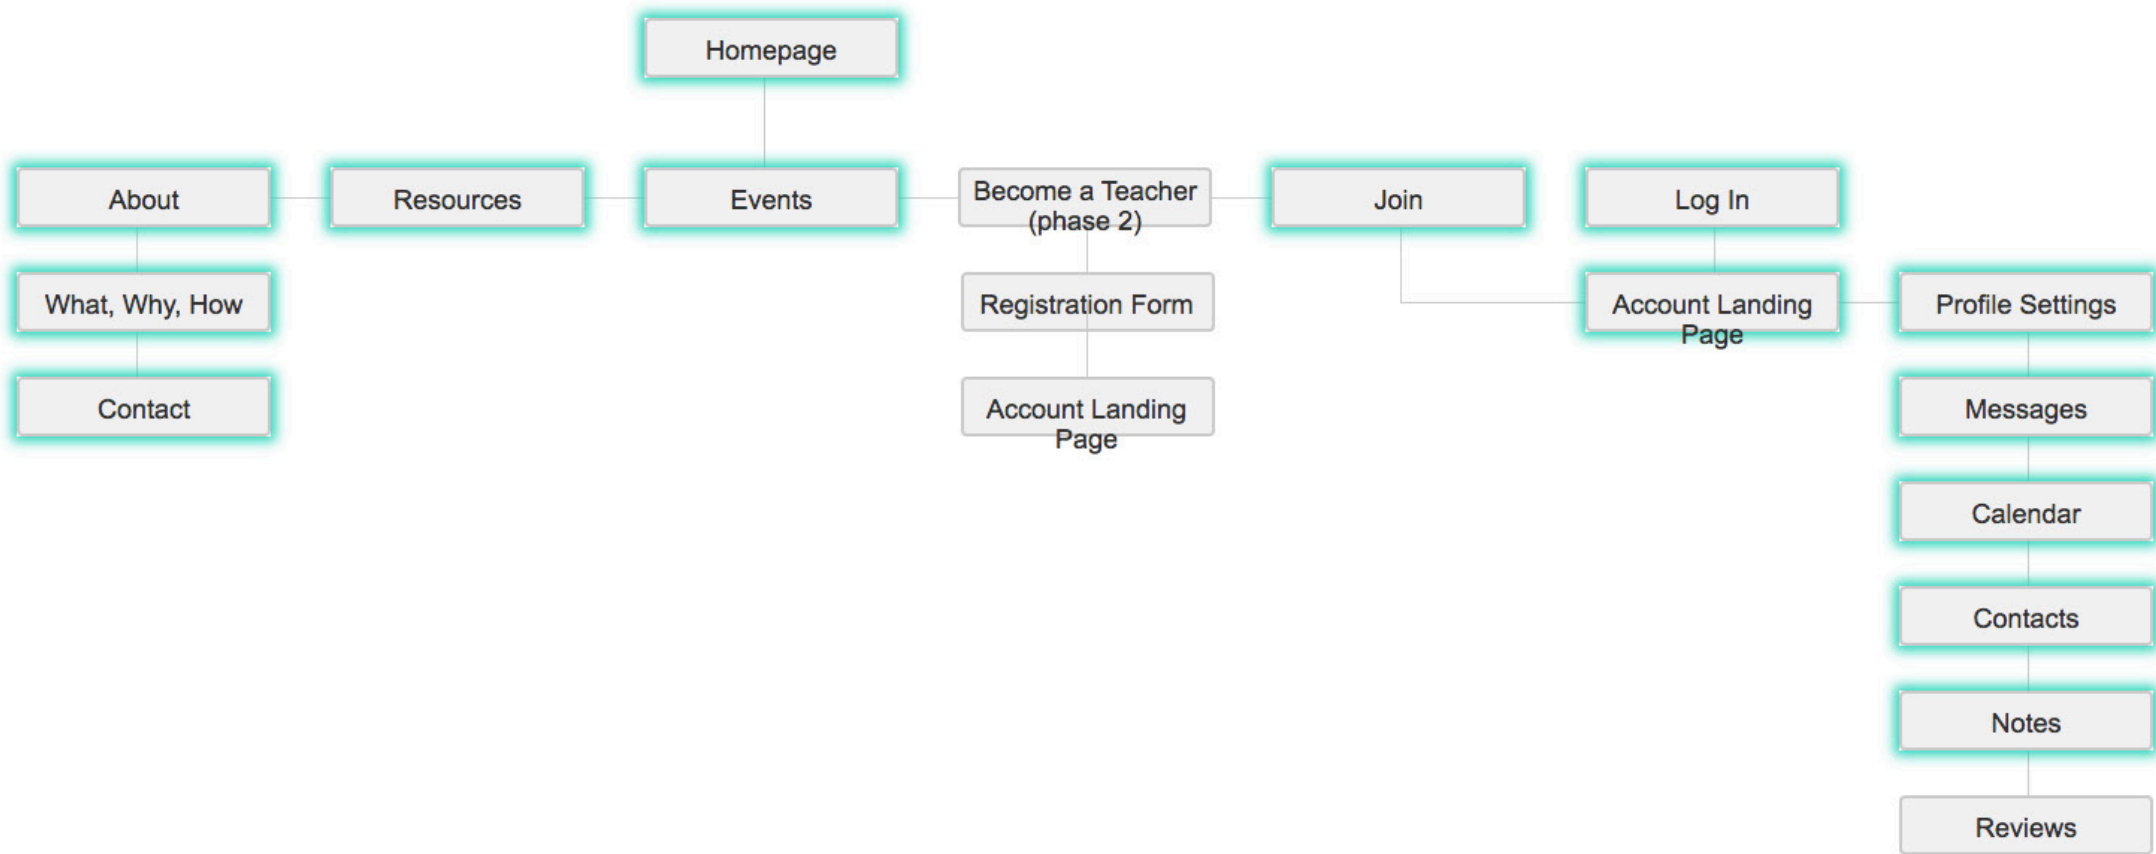 Homepage
About
Resources
Events
Become a Teacher
(phase 2)
Join
Log In
What, Why, How
Registration Form
Account Landing
Page
Profile Settings
Contact
Account Landing
Page
Messages
Calendar
Contacts
Notes
Reviews